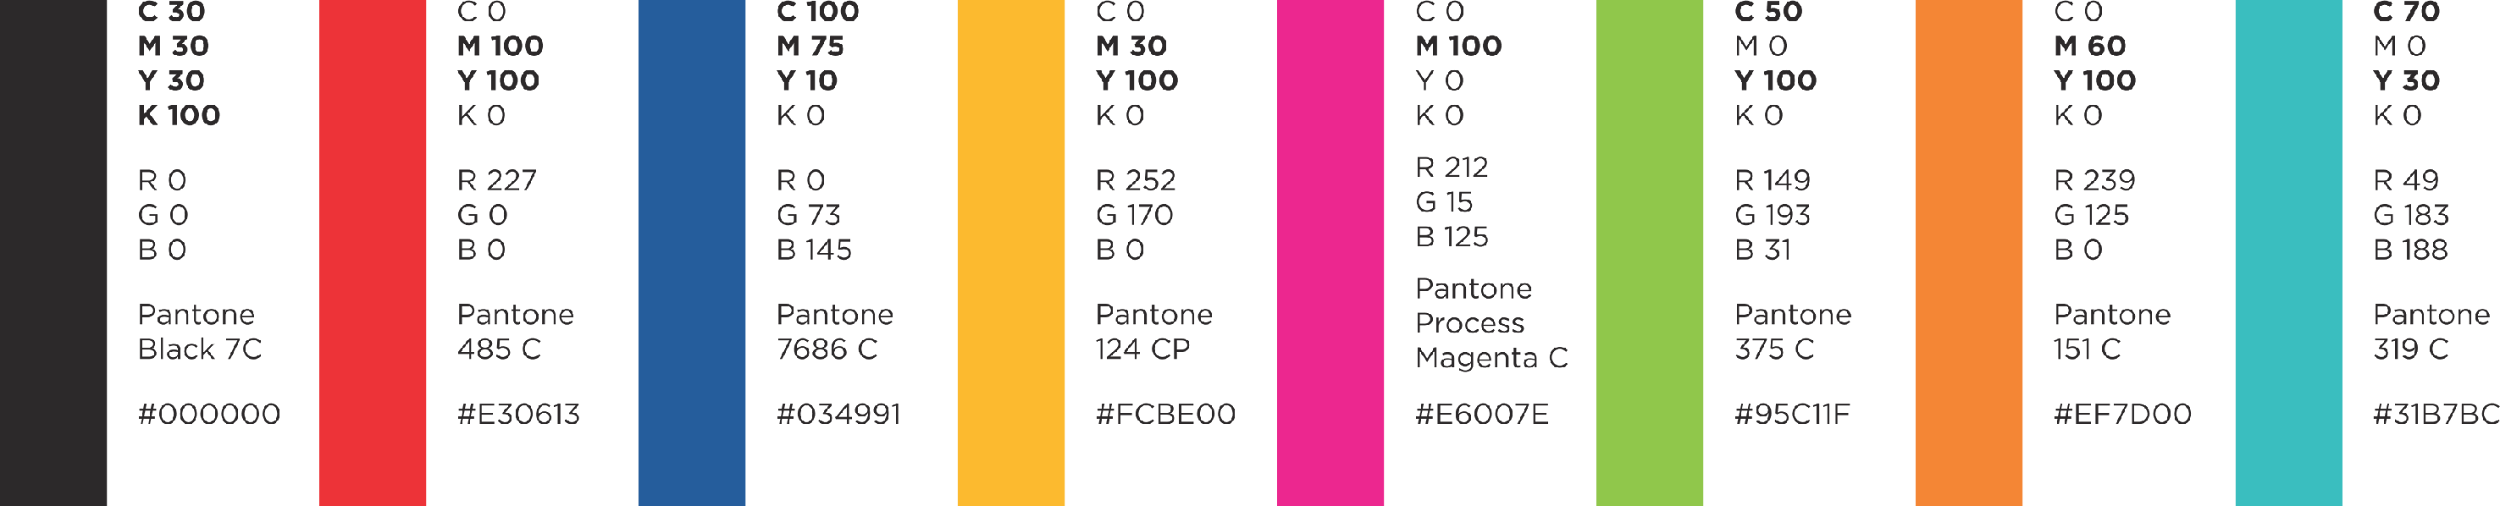 C 30
M 30
Y 30
K 100
R 0
G 0
B 0
Pantone
Black 7C
#000000
C 0
M 100
Y 100
K 0
R 227
G 0
B 0
Pantone
485 C
#E30613
C 100
M 75
Y 10
K 0
R 0
G 73
B 145
Pantone
7686 C
#034991
C 0
M 30
Y 100
K 0
R 252
G 170
B 0
Pantone
124 CP
#FCBE00
C 0
M 100
Y 0
K 0
R 212
G 15
B 125
Pantone
Process
Magenta C
#E6007E
C 50
M 0
Y 100
K 0
R 149
G 193
B 31
Pantone
375 C
#95C11F
C 0
M 60
Y 100
K 0
R 239
G 125
B 0
Pantone
151 C
#EF7D00
C 70
M 0
Y 30
K 0
R 49
G 183
B 188
Pantone
319 C
#31B7BC